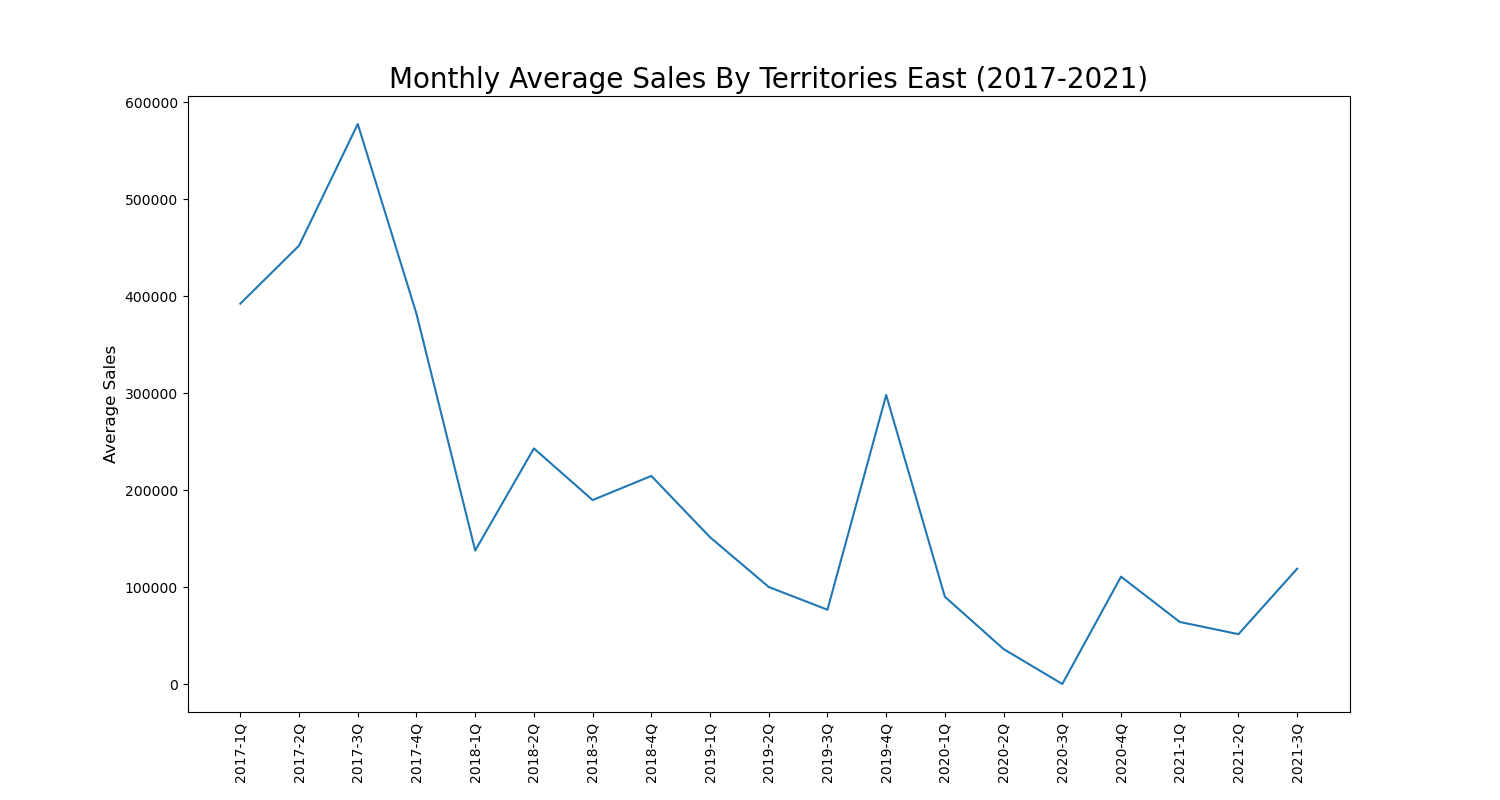 Monthly Average Sales By Territories East (2017-2021)
600000
500000
400000
300000
200000
100000
0
Average Sales
2017-1Q
2017-2Q
2017-3Q
2017-4Q
2018-1Q
2018-2Q
2018-3Q
2018-4Q
2019-1Q
2019-2Q
2019-3Q
2019-4Q
2020-1Q
2020-2Q
2020-3Q
2020-4Q
2021-1Q
2021-2Q
2021-3Q